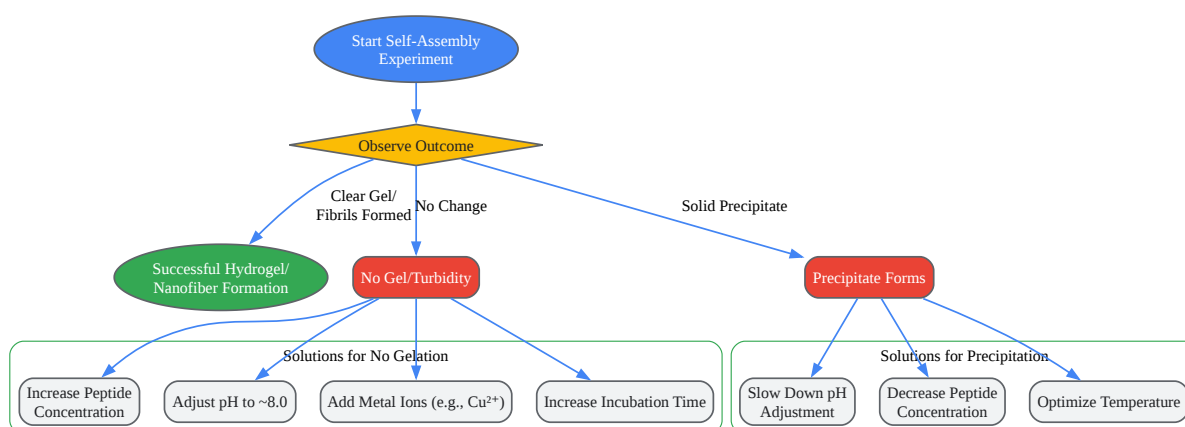 Start Self-Assembly
Experiment
Observe Outcome
Clear Gel/
Fibrils Formed
No Change
Solid Precipitate
Successful Hydrogel/
Nanofiber Formation
No Gel/Turbidity
Precipitate Forms
Solutions for No Gelation
Solutions for Precipitation
Increase Peptide
Concentration
Adjust pH to ~8.0
Add Metal Ions (e.g., Cu²⁺)
Increase Incubation Time
Slow Down pH
Adjustment
Decrease Peptide
Concentration
Optimize Temperature